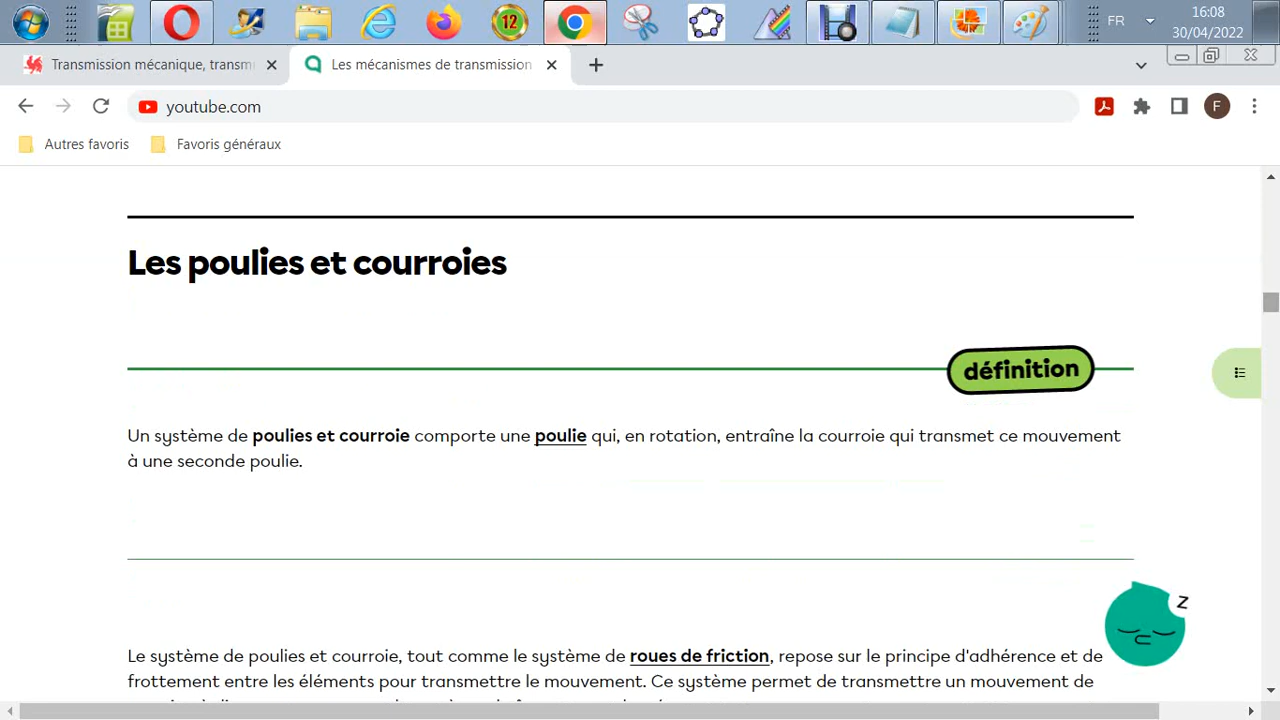 12
FR
16:08
30/04/2022
Transmission mécanique, transm
Les mécanismes de transmission
youtube.com
F
Autres favoris
Favoris généraux
Les poulies et courroies
définition
Un système de poulies et courroie comporte une poulie qui, en rotation, entraîne la courroie qui transmet ce mouvement
à une seconde poulie.
z
Le système de poulies et courroie, tout comme le système de roues de friction, repose sur le principe d'adhérence et de
frottement entre les éléments pour transmettre le mouvement. Ce système permet de transmettre un mouvement de